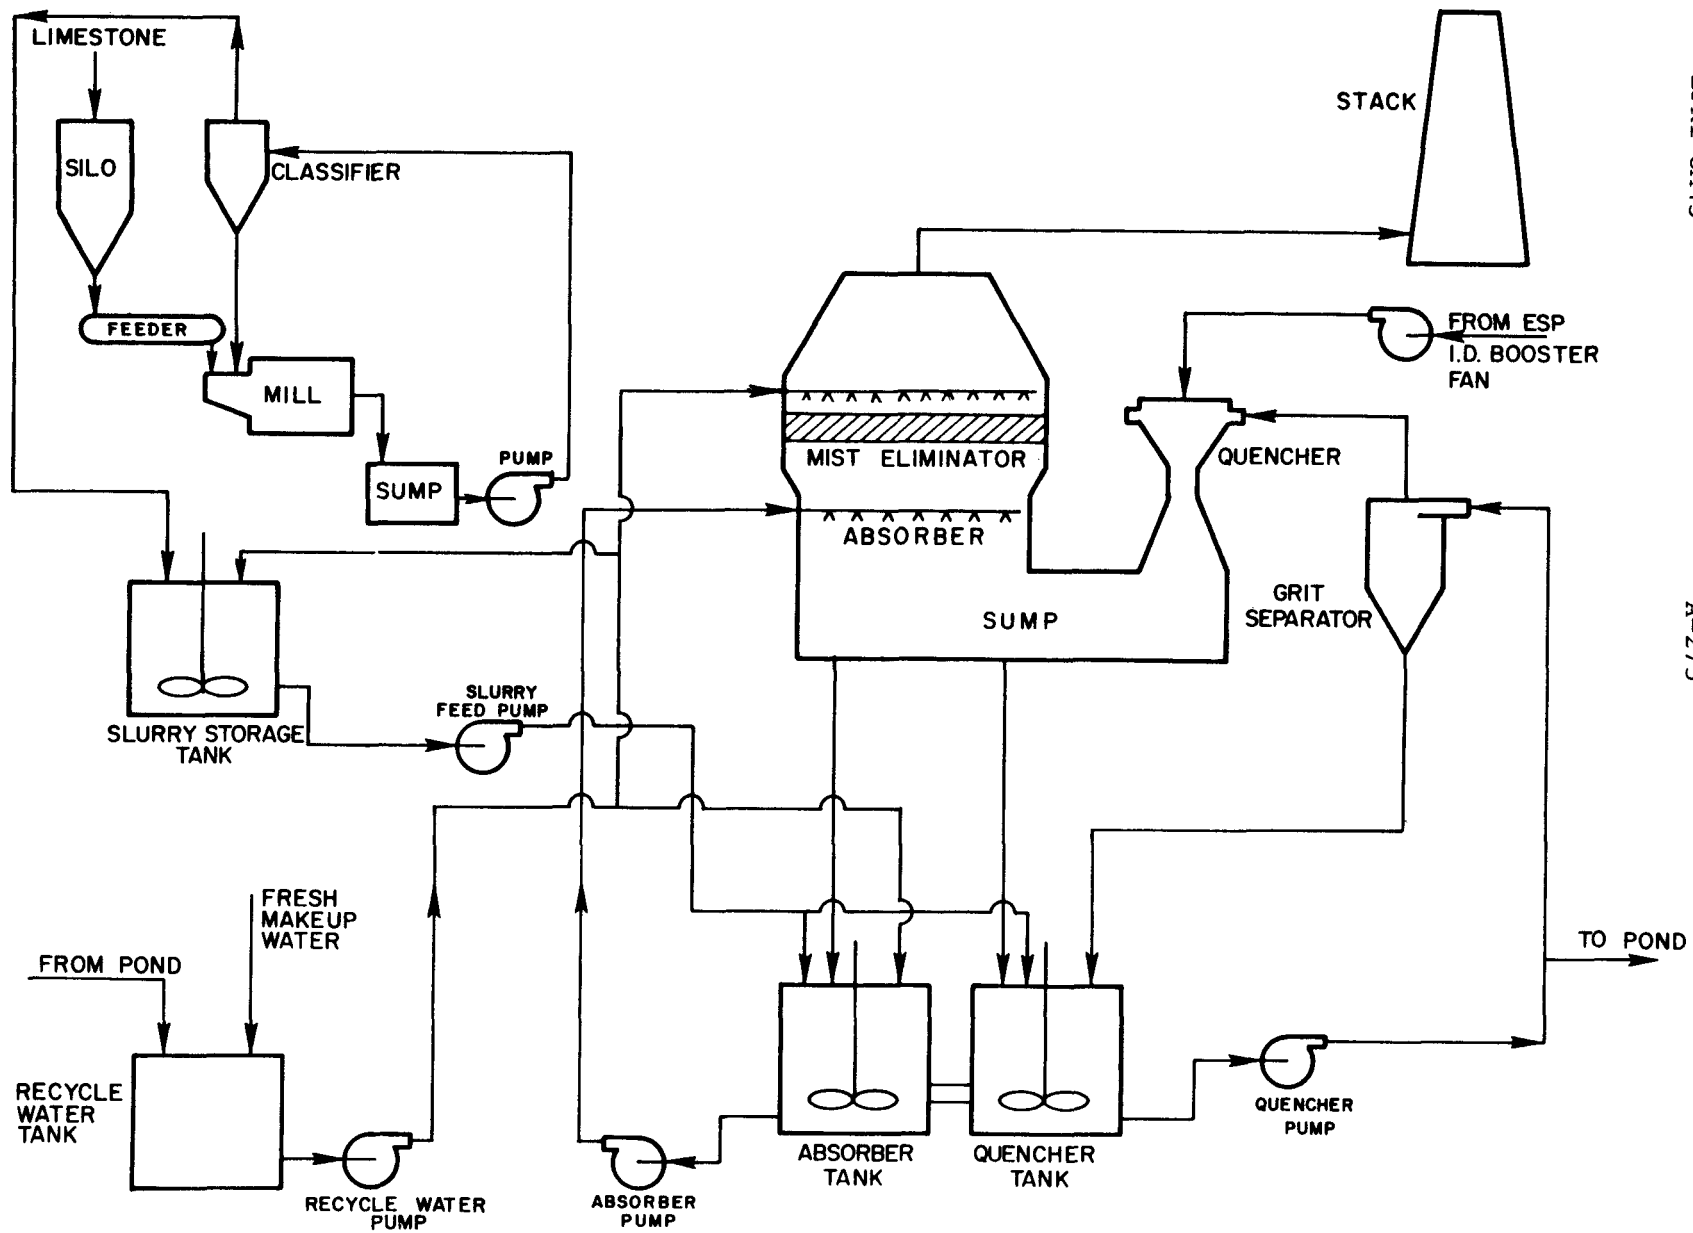 LIMESTONE
SILO
CLASSIFIER
FEEDER
MILL
SUMP
PUMP
STACK
FROM ESP
I.D. BOOSTER
FAN
MIST ELIMINATOR
ABSORBER
SUMP
QUENCHER
GRIT
SEPARATOR
SLURRY STORAGE
TANK
SLURRY
FEED PUMP
FRESH
MAKEUP
WATER
FROM POND
RECYCLE
WATER
TANK
RECYCLE WATER
PUMP
ABSORBER
PUMP
ABSORBER
TANK
QUENCHER
TANK
QUENCHER
PUMP
TO POND